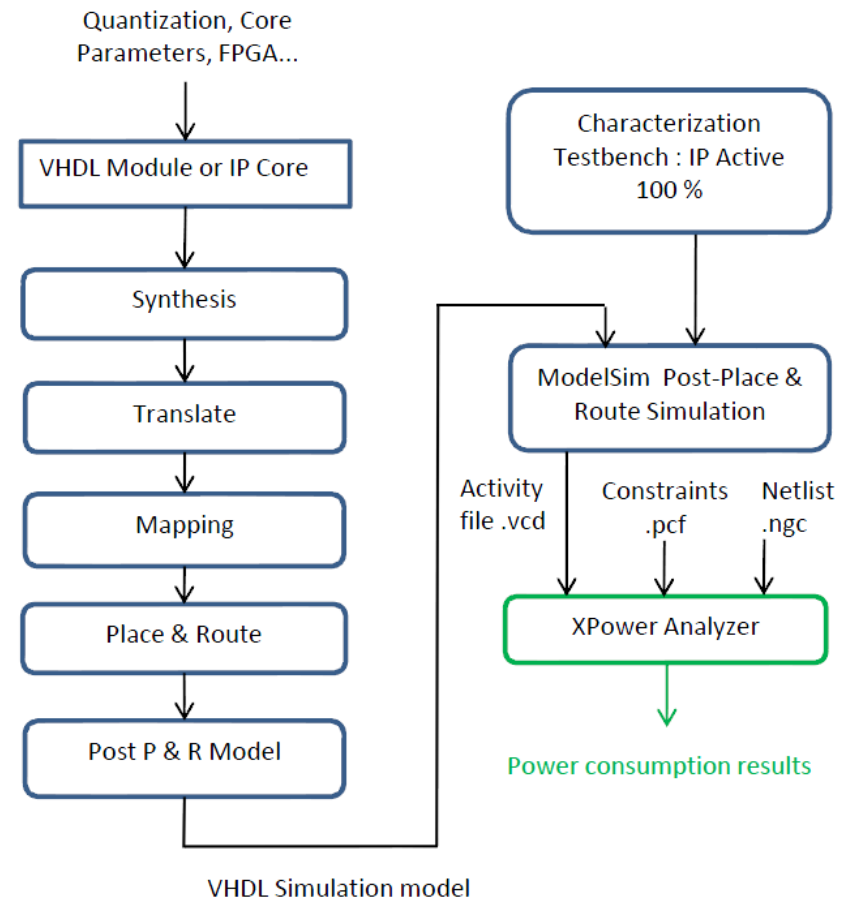 Quantization, Core
Parameters, FPGA...
VHDL Module or IP Core
Synthesis
Translate
Mapping
Place & Route
Post P & R Model
VHDL Simulation model
Characterization
Testbench : IP Active
100 %
ModelSim Post-Place &
Route Simulation
Activity
file .vcd
Constraints
.pcf
Netlist
.ngc
XPower Analyzer
Power consumption results